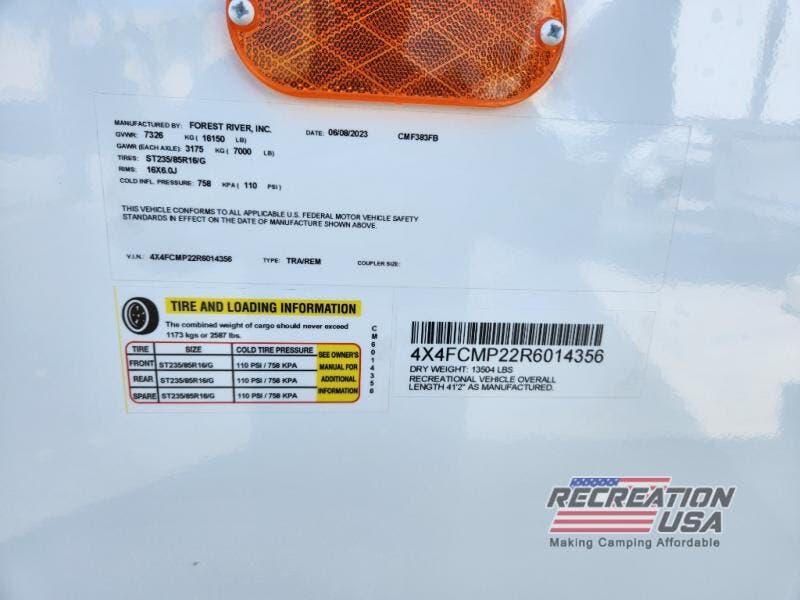 MANUFACTURED BY: FOREST RIVER, INC. DATE: 06/08/2023 CMF383FB
GVWR: 7326 KG ( 16150 LB)
GAWR (EACH AXLE): 3175 KG ( 7000 LB)
TIRES: ST235/85R16/G
RIMS: 16X6.0J
COLD INFL. PRESSURE: 758 KPA ( 110 PSI )
THIS VEHICLE CONFORMS TO ALL APPLICABLE U.S. FEDERAL MOTOR VEHICLE SAFETY
STANDARDS IN EFFECT ON THE DATE OF MANUFACTURE SHOWN ABOVE.
V.I.N.: 4X4FCMP22R6014356 TYPE: TRA/REM COUPLER SIZE:
TIRE AND LOADING INFORMATION
The combined weight of cargo should never exceed
1173 kgs or 2587 lbs.
TIRE SIZE COLD TIRE PRESSURE
FRONT ST235/85R16/G 110 PSI / 758 KPA
REAR ST235/85R16/G 110 PSI / 758 KPA
SPARE ST235/85R16/G 110 PSI / 758 KPA
SEE OWNER'S
MANUAL FOR
ADDITIONAL
INFORMATION
CM6014356
4X4FCMP22R6014356
DRY WEIGHT: 13504 LBS
RECREATIONAL VEHICLE OVERALL
LENGTH 41'2" AS MANUFACTURED.
RECREATION
USA
Making Camping Affordable